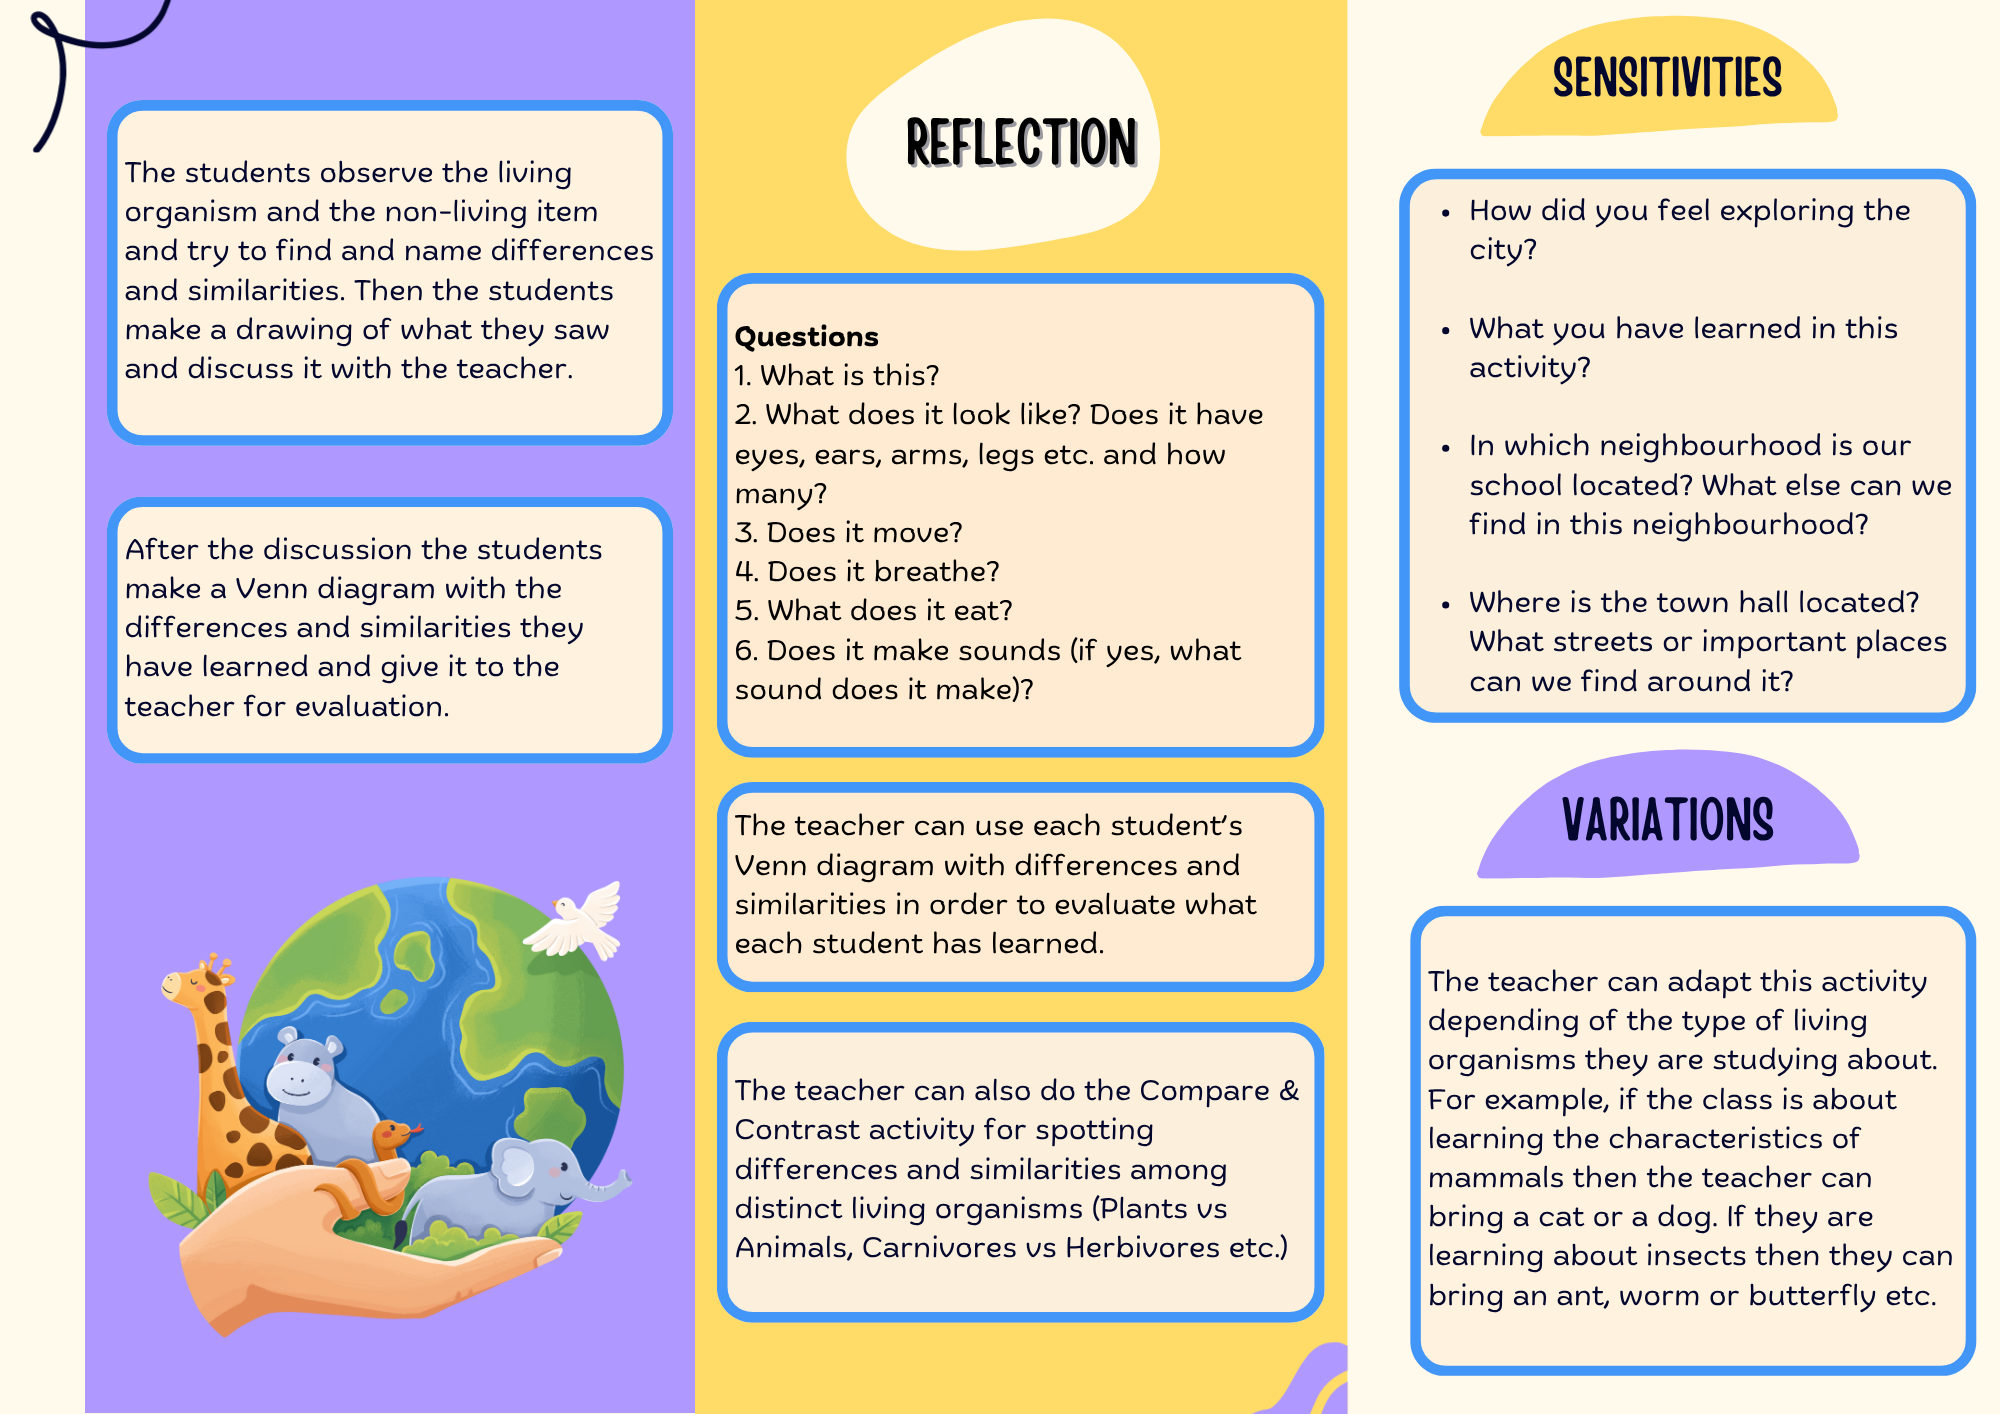 The students observe the living
organism and the non-living item
and try to find and name differences
and similarities. Then the students
make a drawing of what they saw
and discuss it with the teacher.
After the discussion the students
make a Venn diagram with the
differences and similarities they
have learned and give it to the
teacher for evaluation.
REFLECTION
Questions
1. What is this?
2. What does it look like? Does it have
eyes, ears, arms, legs etc. and how
many?
3. Does it move?
4. Does it breathe?
5. What does it eat?
6. Does it make sounds (if yes, what
sound does it make)?
The teacher can use each student's
Venn diagram with differences and
similarities in order to evaluate what
each student has learned.
The teacher can also do the Compare &
Contrast activity for spotting
differences and similarities among
distinct living organisms (Plants vs
Animals, Carnivores vs Herbivores etc.)
SENSITIVITIES
• How did you feel exploring the
city?
• What you have learned in this
activity?
• In which neighbourhood is our
school located? What else can we
find in this neighbourhood?
• Where is the town hall located?
What streets or important places
can we find around it?
VARIATIONS
The teacher can adapt this activity
depending of the type of living
organisms they are studying about.
For example, if the class is about
learning the characteristics of
mammals then the teacher can
bring a cat or a dog. If they are
learning about insects then they can
bring an ant, worm or butterfly etc.